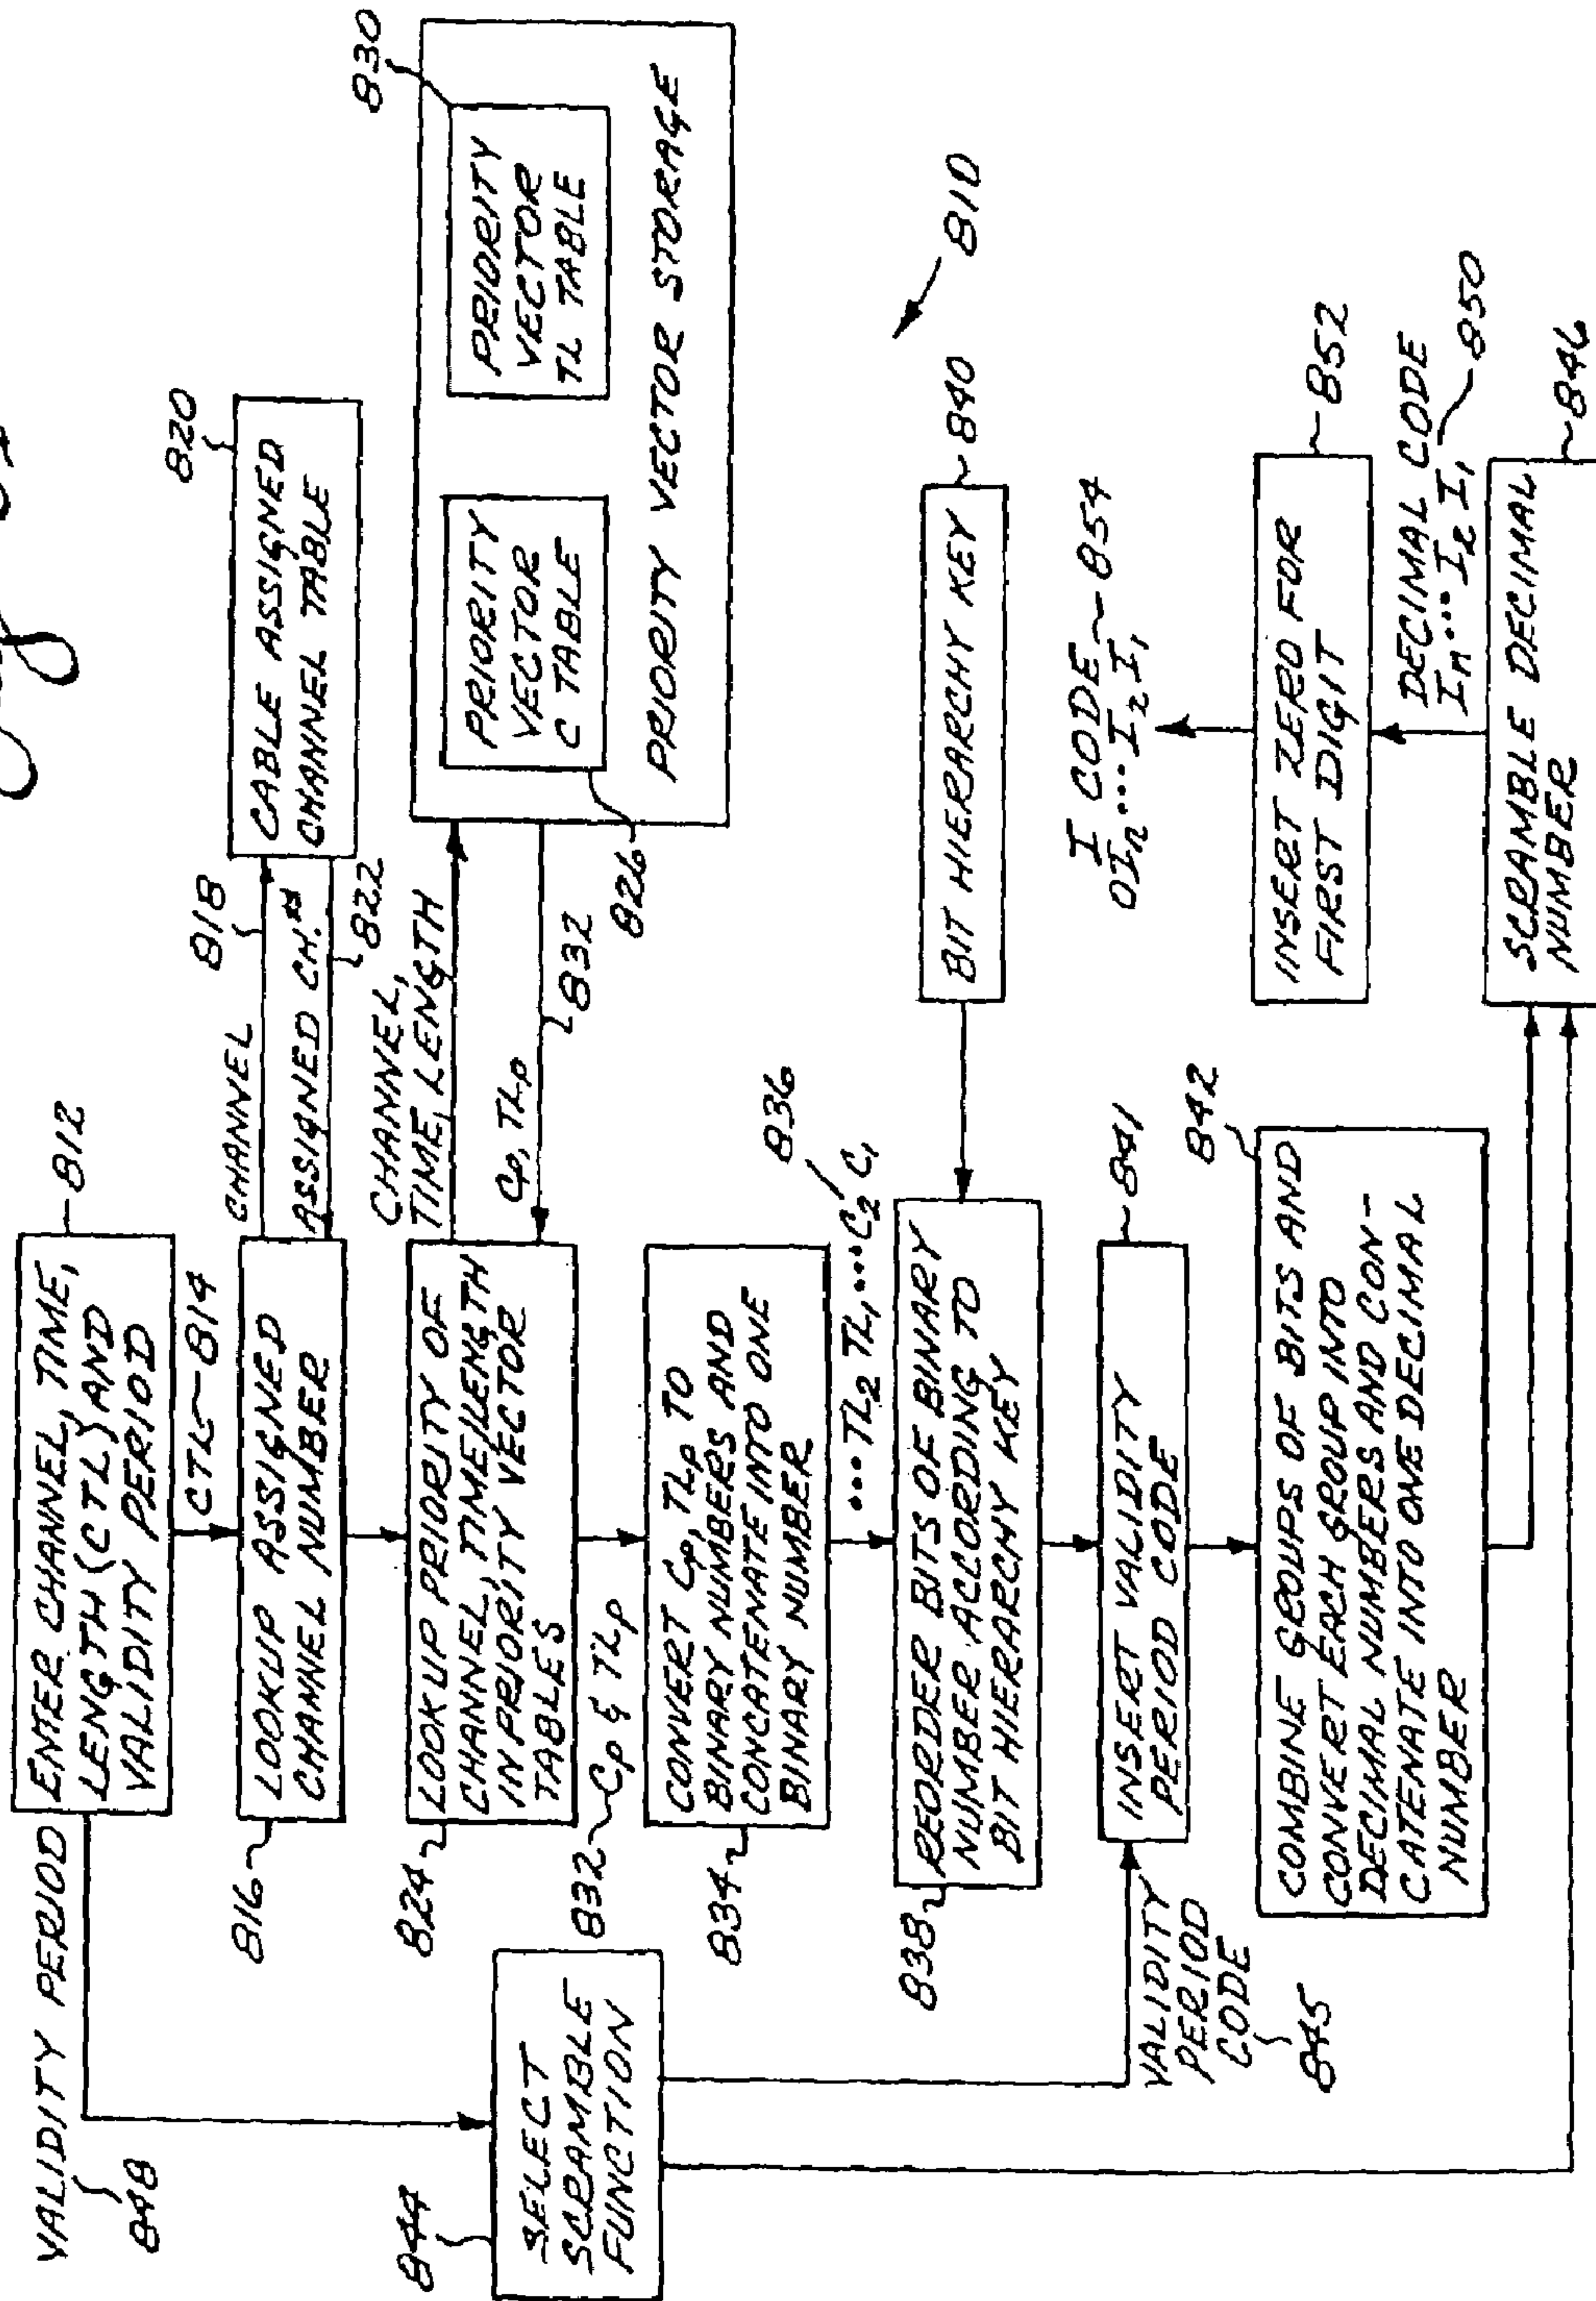 VALIDITY PERIOD
848
ENTER CHANNEL, TIME,
LENGTH (CTL) AND
VALIDITY PERIOD
812
CTL 814
816
LOOKUP ASSIGNED
CHANNEL NUMBER
CHANNEL
818
ASSIGNED CH.#
822
820
CABLE ASSIGNED
CHANNEL TABLE
824
LOOKUP PRIORITY OF
CHANNEL, TIME/LENGTH
IN PRIORITY VECTOR
TABLES
CHANNEL,
TIME, LENGTH
Cp, TLp
832
826
830
PRIORITY
VECTOR
C TABLE
PRIORITY
VECTOR
TL TABLE
PRIORITY VECTOR STORAGE
832
Cp & TLp
834
CONVERT Cp, TLp TO
BINARY NUMBERS AND
CONCATENATE INTO ONE
BINARY NUMBER
836
...TL2 TL1...C2 C1
810
844
SELECT
SCRAMBLE
FUNCTION
838
REORDER BITS OF BINARY
NUMBER ACCORDING TO
BIT HIERARCHY KEY
BIT HIERARCHY KEY
840
VALIDITY
PERIOD
CODE
845
INSERT VALIDITY
PERIOD CODE
841
842
COMBINE GROUPS OF BITS AND
CONVERT EACH GROUP INTO
DECIMAL NUMBERS AND CON-
CATENATE INTO ONE DECIMAL
NUMBER
I CODE
OIn...I2 I1
854
INSERT ZERO FOR
FIRST DIGIT
852
DECIMAL CODE
In...I2 I1
850
SCRAMBLE DECIMAL
NUMBER
846